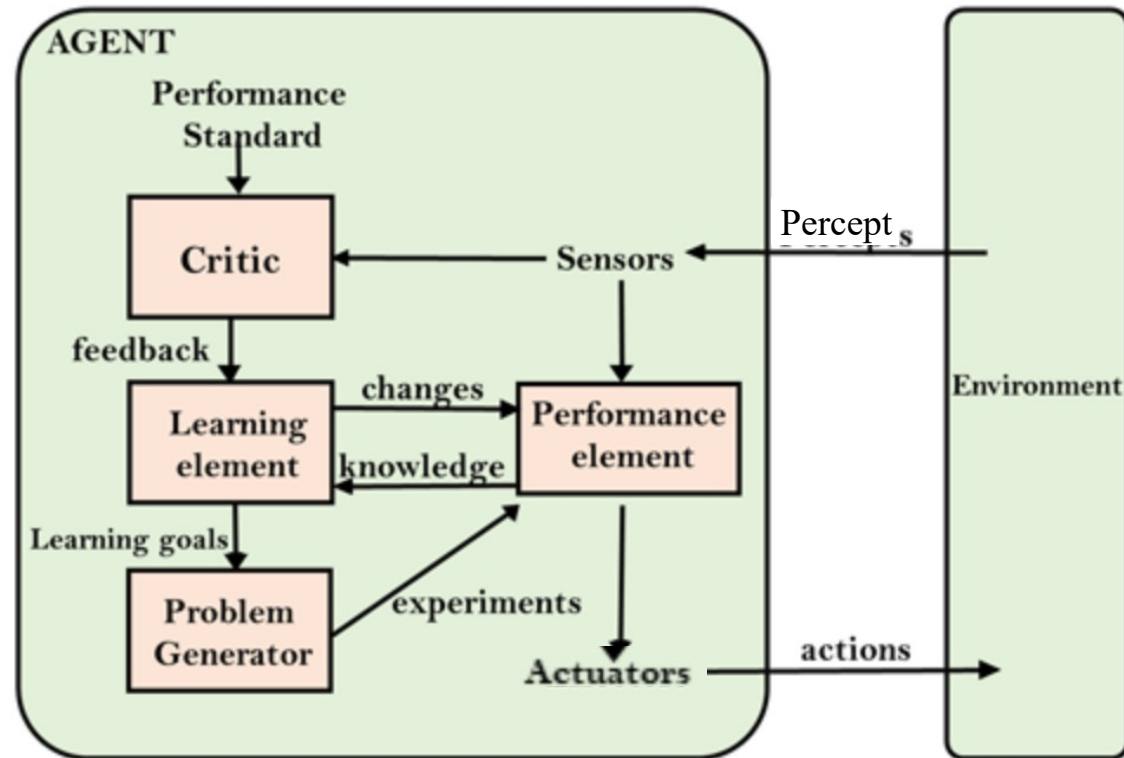 AGENT
Performance
Standard
Critic
Sensors
Percept
feedback
changes
Learning
element
Performance
element
Environment
knowledge
Learning goals
experiments
Problem
Generator
Actuators
actions